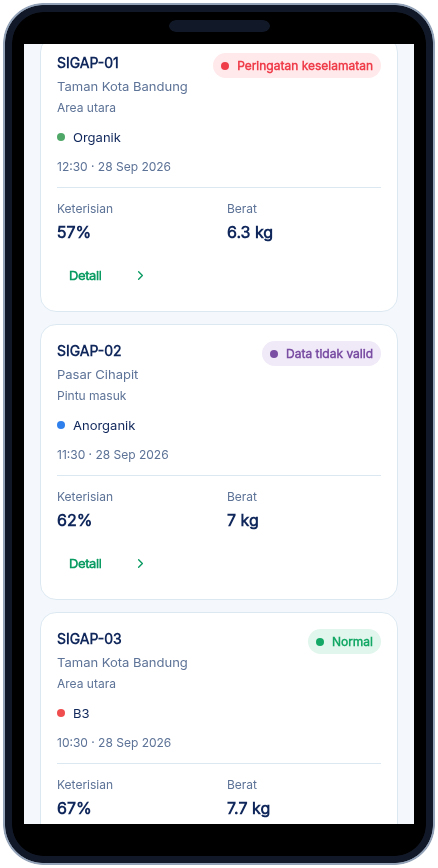 SIGAP-01
Peringatan keselamatan
Taman Kota Bandung
Area utara
Organik
12:30 · 28 Sep 2026
Keterisian
Berat
57%
6.3 kg
Detail
SIGAP-02
Data tidak valid
Pasar Cihapit
Pintu masuk
Anorganik
11:30 · 28 Sep 2026
Keterisian
Berat
62%
7 kg
Detail
SIGAP-03
Normal
Taman Kota Bandung
Area utara
B3
10:30 · 28 Sep 2026
Keterisian
Berat
67%
7.7 kg